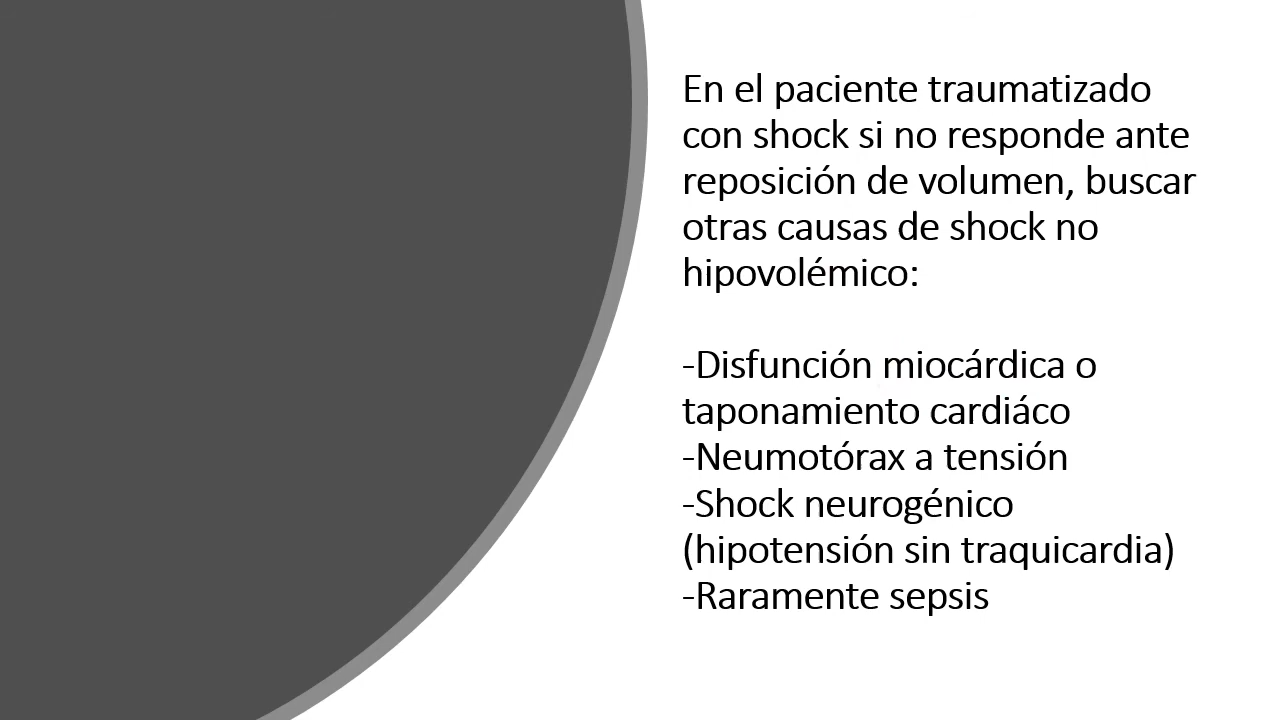 En el paciente traumatizado
con shock si no responde ante
reposición de volumen, buscar
otras causas de shock no
hipovolémico:
-Disfunción miocárdica o
taponamiento cardiáco
-Neumotórax a tensión
-Shock neurogénico
(hipotensión sin traquicardia)
-Raramente sepsis